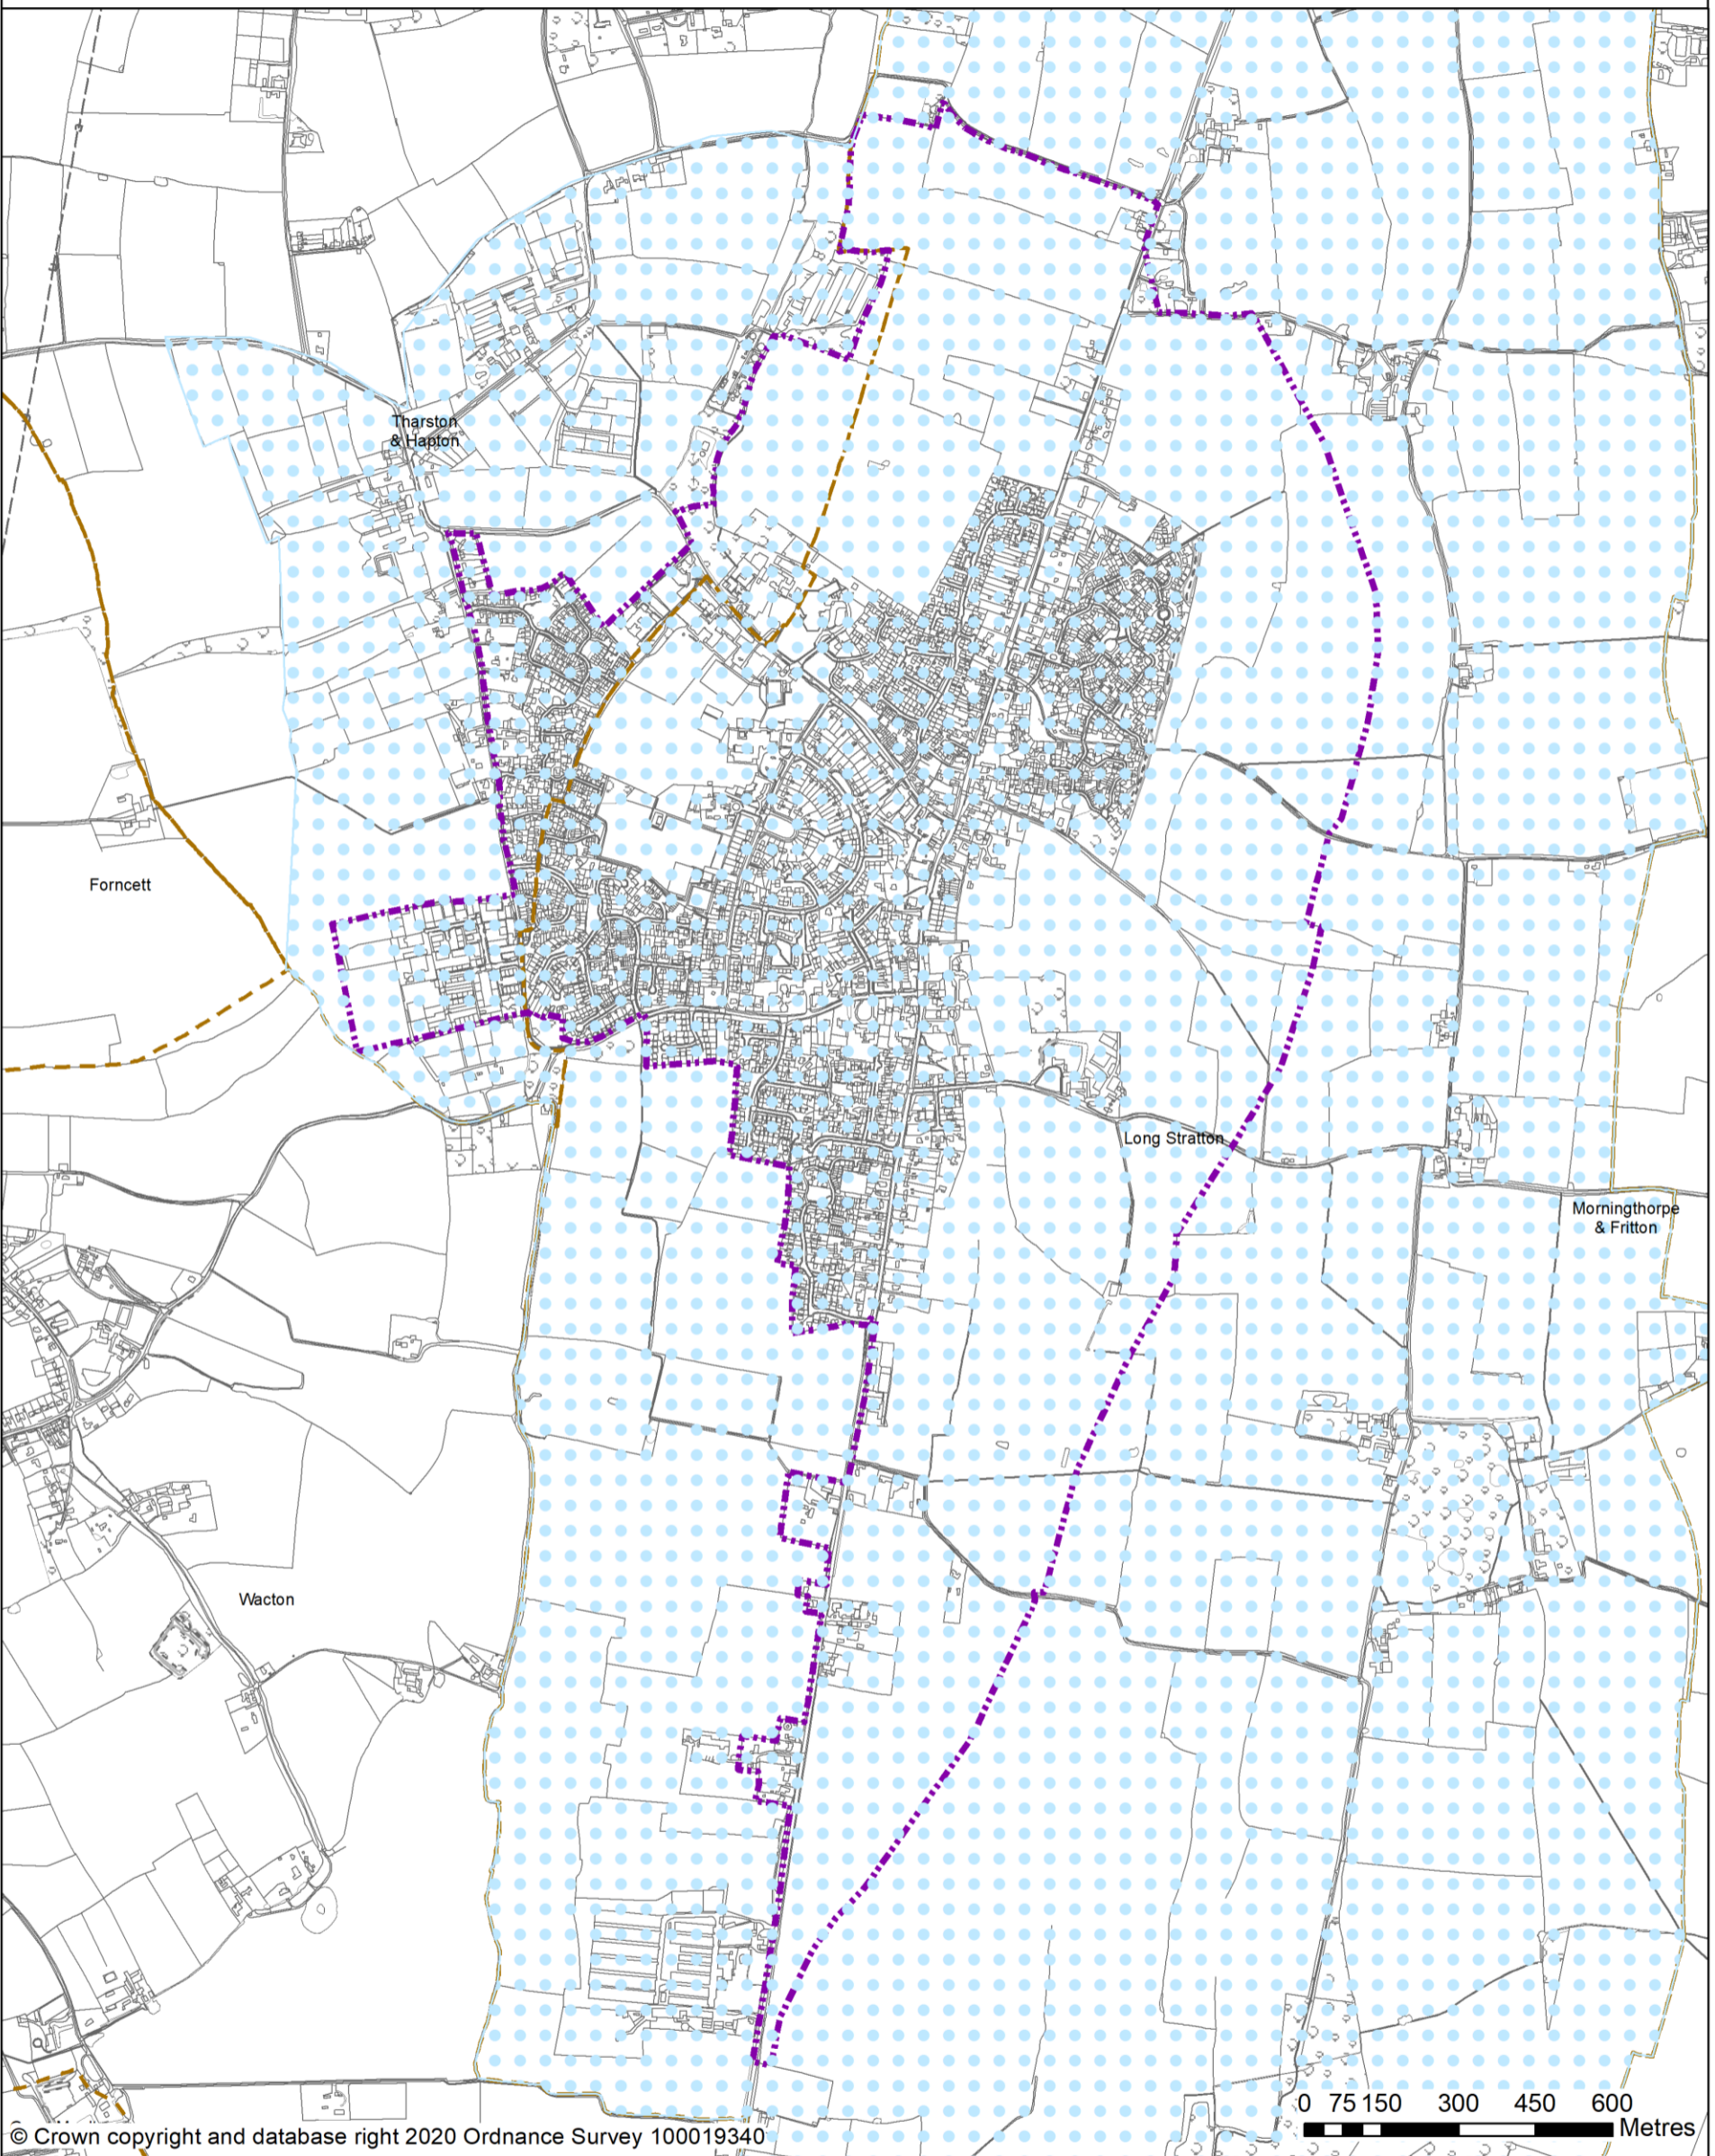 Tharston
& Hapton
Forncett
Long Stratton
Morningthorpe
& Fritton
Wacton
0 75 150 300 450 600
Metres
© Crown copyright and database right 2020 Ordnance Survey 100019340